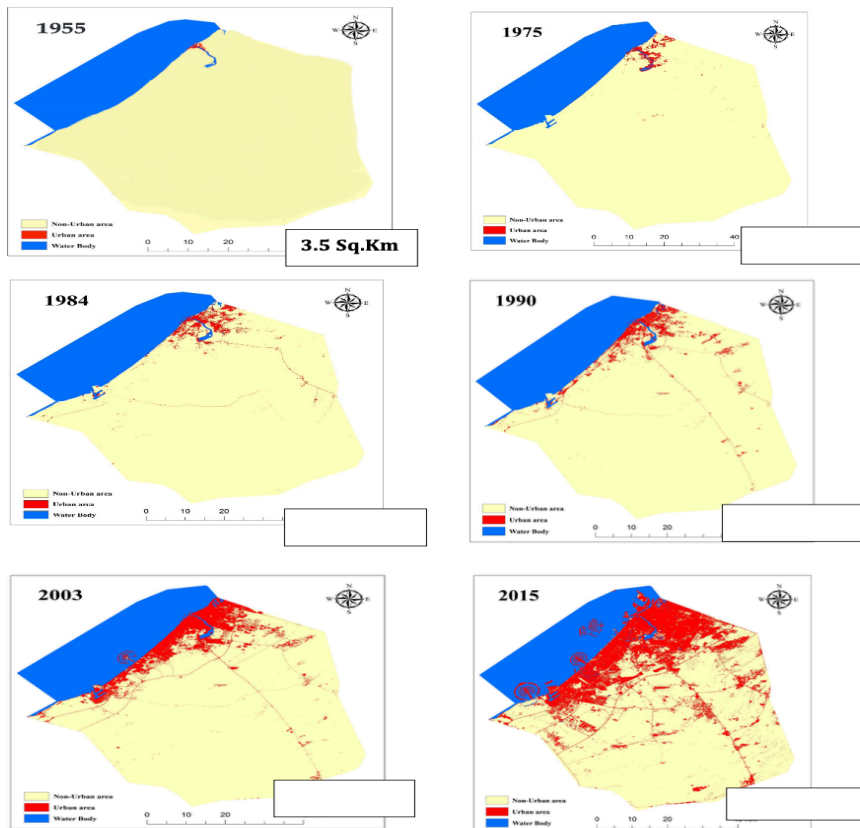 1955
N
W E
S
Non-Urban area
Urban area
Water Body
0 10 20
3.5 Sq.Km
1975
N
W E
S
Non-Urban area
Urban area
Water Body
0 10 20 40
1984
N
W E
S
Non-Urban area
Urban area
Water Body
0 10 20
1990
N
W E
S
Non-Urban area
Urban area
Water Body
0 10 20
2003
N
W E
S
Non-Urban area
Urban area
Water Body
0 10 20
2015
N
W E
S
Non-Urban area
Urban area
Water Body
0 10 20